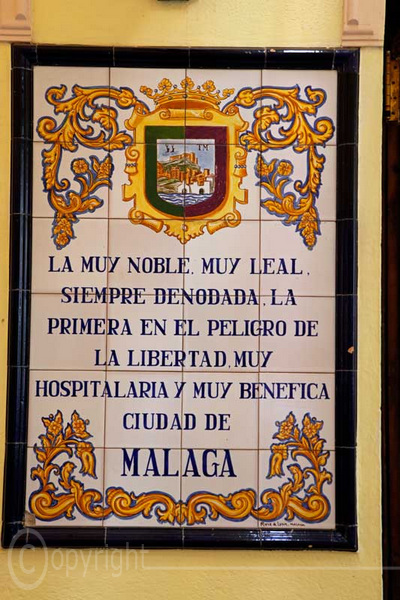 LA MUY NOBLE, MUY LEAL,
SIEMPRE DENODADA, LA
PRIMERA EN EL PELIGRO DE
LA LIBERTAD, MUY
HOSPITALARIA Y MUY BENEFICA
CIUDAD DE
MALAGA
©opyright